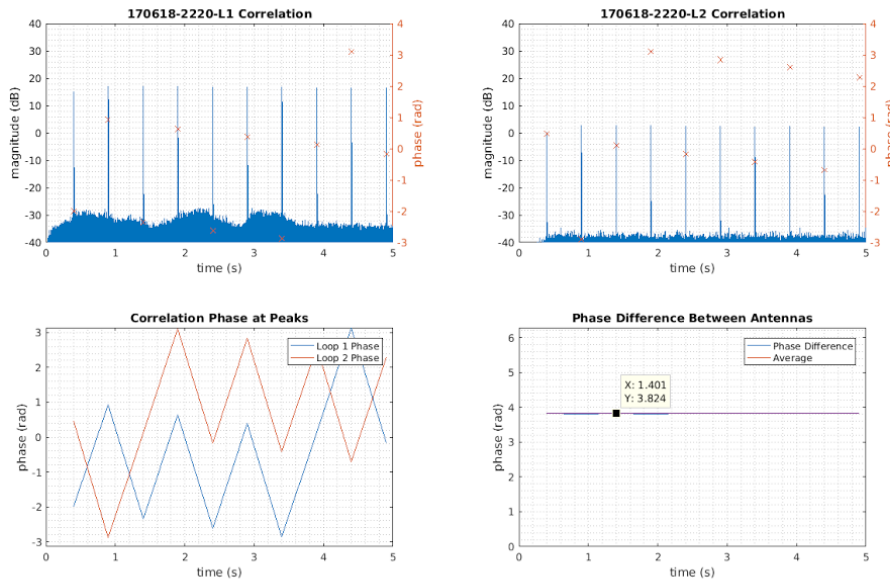 170618-2220-L1 Correlation
40
30
20
10
0
-10
-20
-30
-40
magnitude (dB)
4
3
2
1
0
-1
-2
-3
phase (rad)
0 1 2 3 4 5
time (s)
170618-2220-L2 Correlation
40
30
20
10
0
-10
-20
-30
-40
magnitude (dB)
4
3
2
1
0
-1
-2
-3
phase (rad)
0 1 2 3 4 5
time (s)
Correlation Phase at Peaks
Loop 1 Phase
Loop 2 Phase
3
2
1
0
-1
-2
-3
phase (rad)
0 1 2 3 4 5
time (s)
Phase Difference Between Antennas
Phase Difference
Average
X: 1.401
Y: 3.824
6
5
4
3
2
1
0
phase (rad)
0 1 2 3 4 5
time (s)